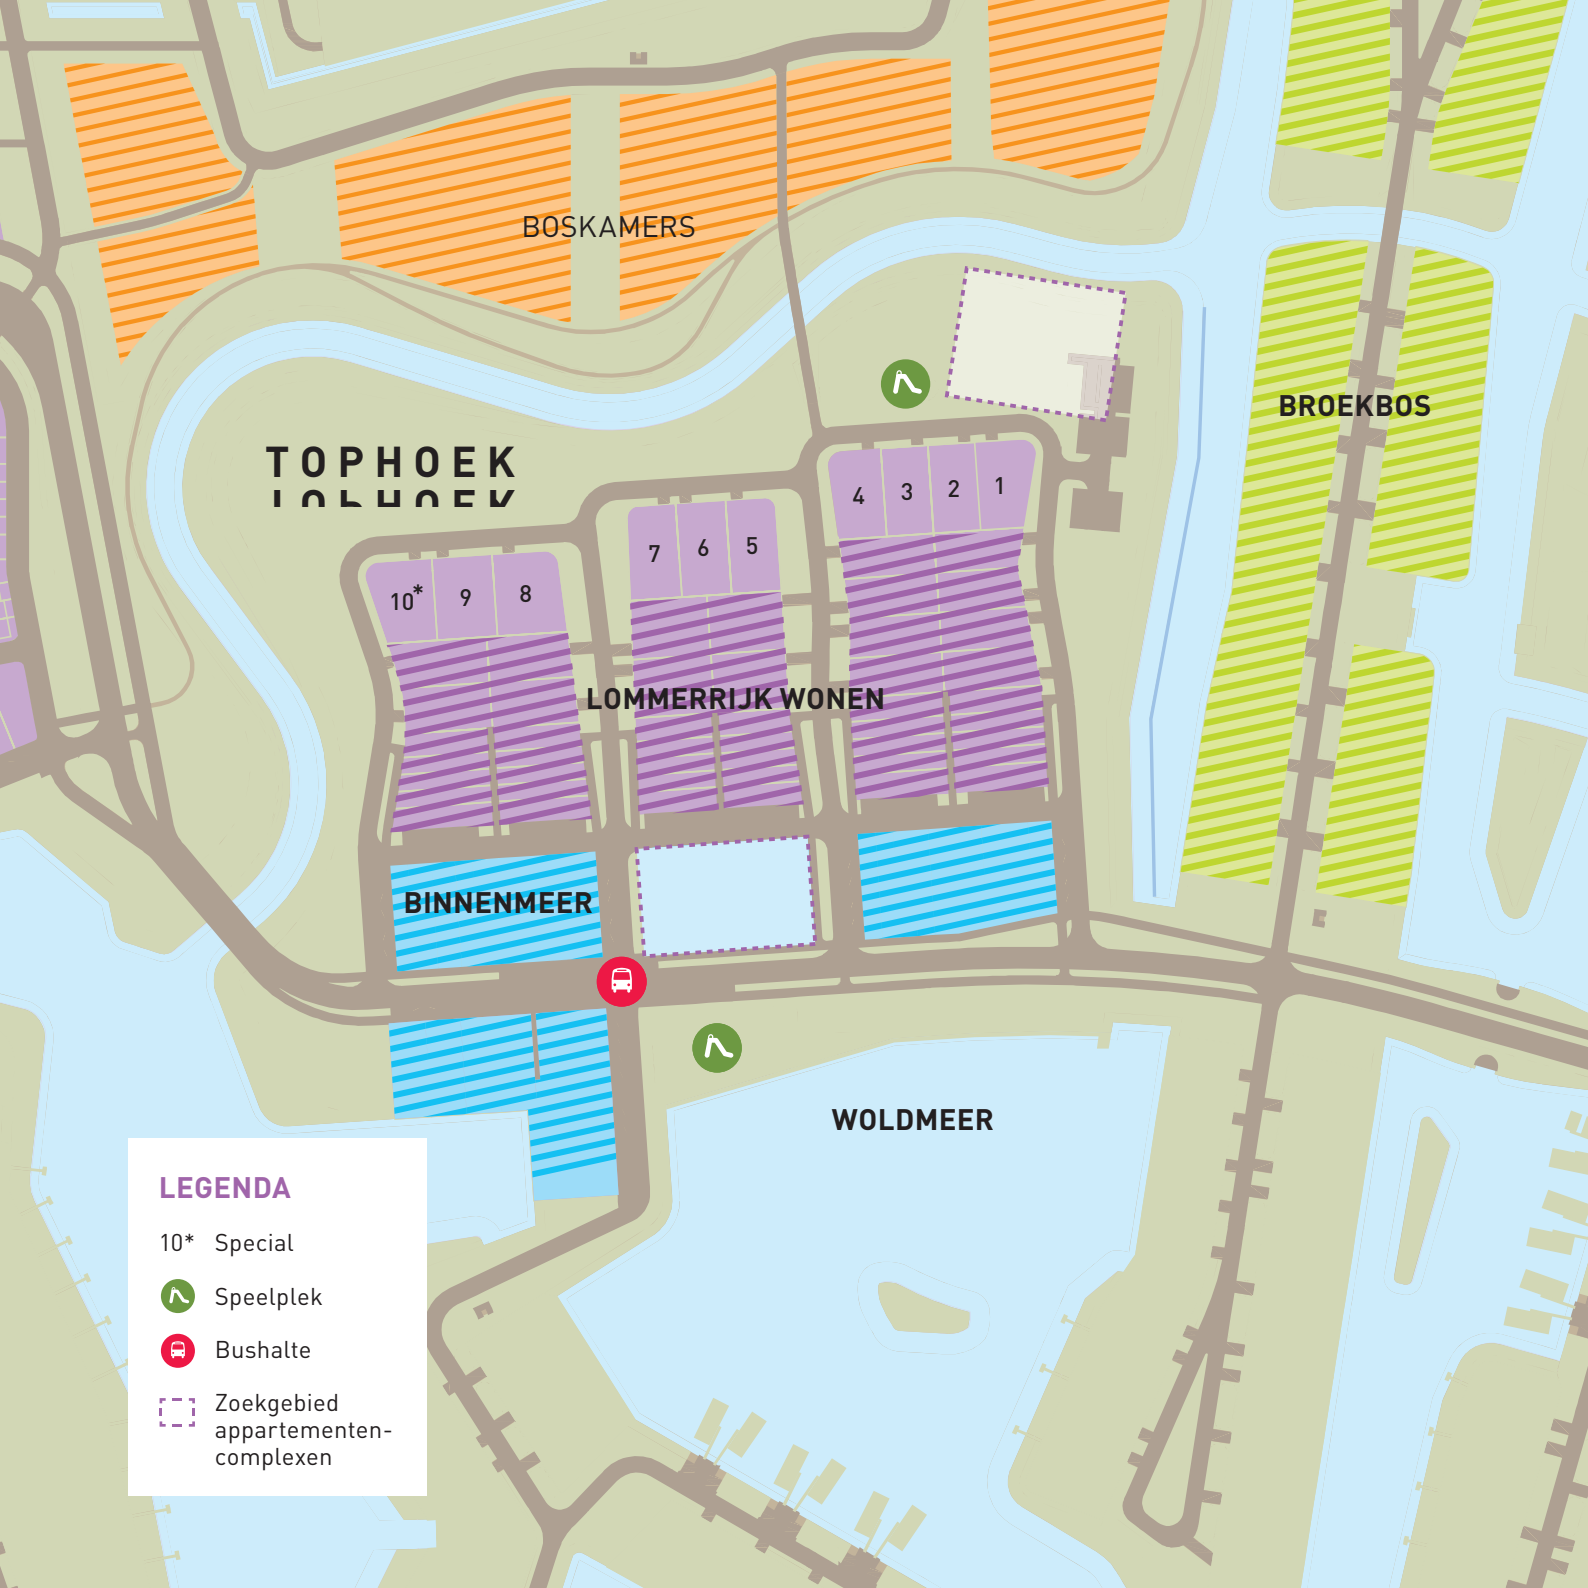 BOSKAMERS
BROEKBOS
TOPHOEK
TOPHOEK
4 3 2 1
7 6 5
10* 9 8
LOMMERRIJK WONEN
BINNENMEER
WOLDMEER
LEGENDA
10* Special
Speelplek
Bushalte
Zoekgebied
appartementen-
complexen